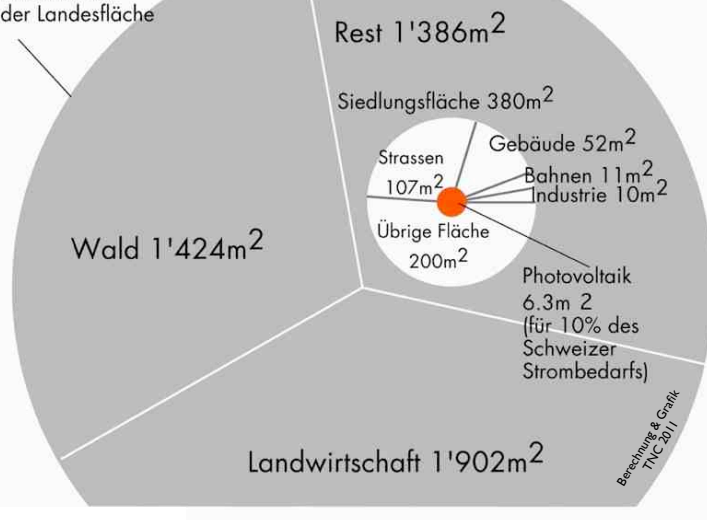 der Landesfläche
Rest 1'386m²
Siedlungsfläche 380m²
Gebäude 52m²
Strassen
107m²
Bahnen 11m²
Industrie 10m²
Übrige Fläche
200m²
Wald 1'424m²
Photovoltaik
6.3m 2
(für 10% des
Schweizer
Strombedarfs)
Landwirtschaft 1'902m²
Berechnung & Grafik
TNC 2011